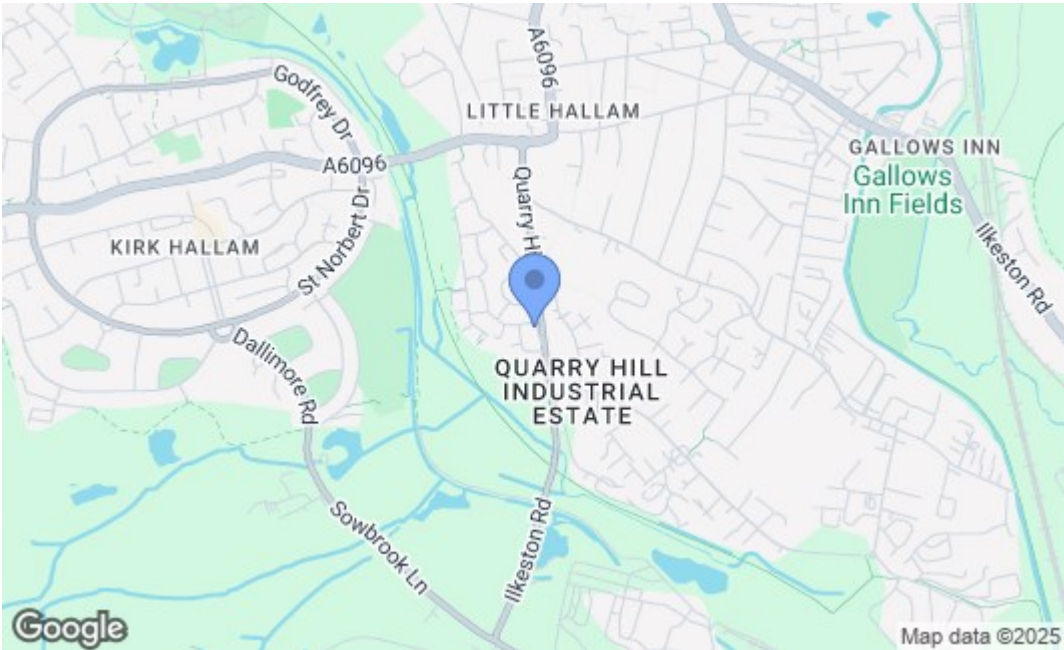 A6096
Godfrey Dr
LITTLE HALLAM
GALLOWS INN
A6096
Gallows
Inn Fields
Quarry Hi
St Norbert Dr
KIRK HALLAM
Ilkeston Rd
Dallimore Rd
QUARRY HILL
INDUSTRIAL
ESTATE
Sowbrook Ln
Ilkeston Rd
Google
Map data ©2025